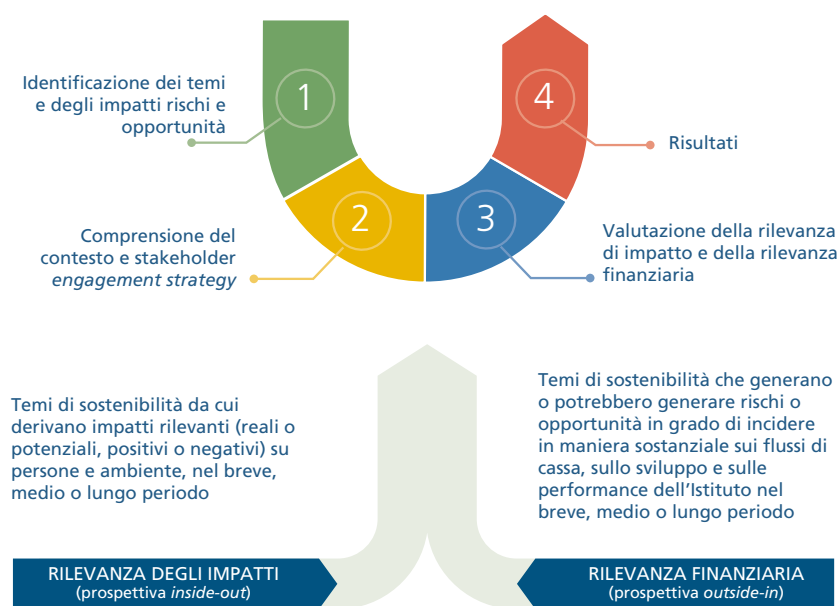 1
Identificazione dei temi
e degli impatti rischi e
opportunità
2
Comprensione del
contesto e stakeholder
engagement strategy
3
Valutazione della rilevanza
di impatto e della rilevanza
finanziaria
4
Risultati
Temi di sostenibilità da cui
derivano impatti rilevanti (reali o
potenziali, positivi o negativi) su
persone e ambiente, nel breve,
medio o lungo periodo
RILEVANZA DEGLI IMPATTI
(prospettiva inside-out)
Temi di sostenibilità che generano
o potrebbero generare rischi o
opportunità in grado di incidere
in maniera sostanziale sui flussi di
cassa, sullo sviluppo e sulle
performance dell’Istituto nel
breve, medio o lungo periodo
RILEVANZA FINANZIARIA
(prospettiva outside-in)